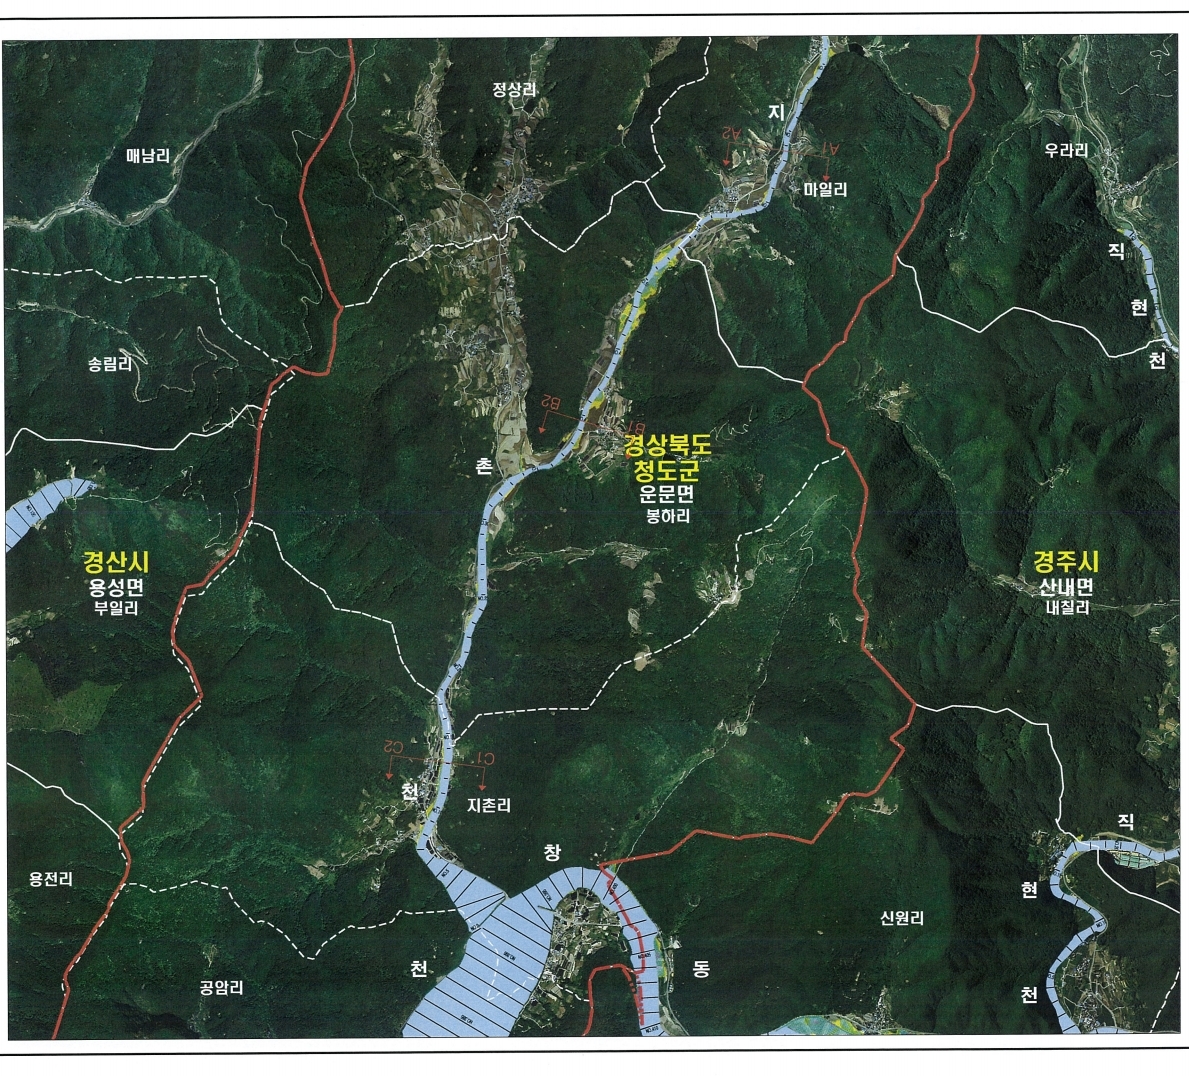 정상리
지
A2
A1
매남리
우라리
마일리
직
현
천
송림리
B2
B1
촌
경상북도
청도군
운문면
봉하리
경산시
용성면
부일리
경주시
산내면
내칠리
C2
C1
천
지촌리
창
직
용전리
현
신원리
천
동
공암리
천